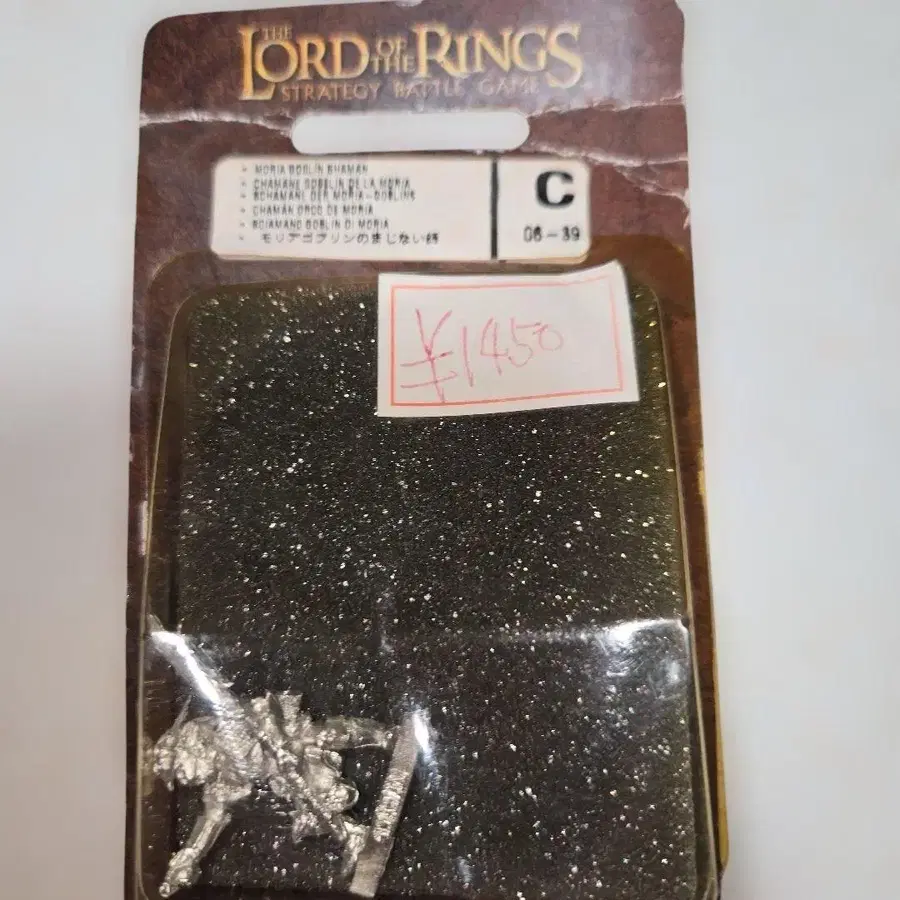 THE
LORD OF THE RINGS
STRATEGY BATTLE GAME
• MORIA GOBLIN SHAMAN
• CHAMANE GOBELIN DE LA MORIA
• SCHAMANE DER MORIA-GOBLINS
• CHAMÁN ORCO DE MORIA
• SCIAMANO GOBLIN DI MORIA
• モリアゴブリンのまじない師
C
06-39
¥1450